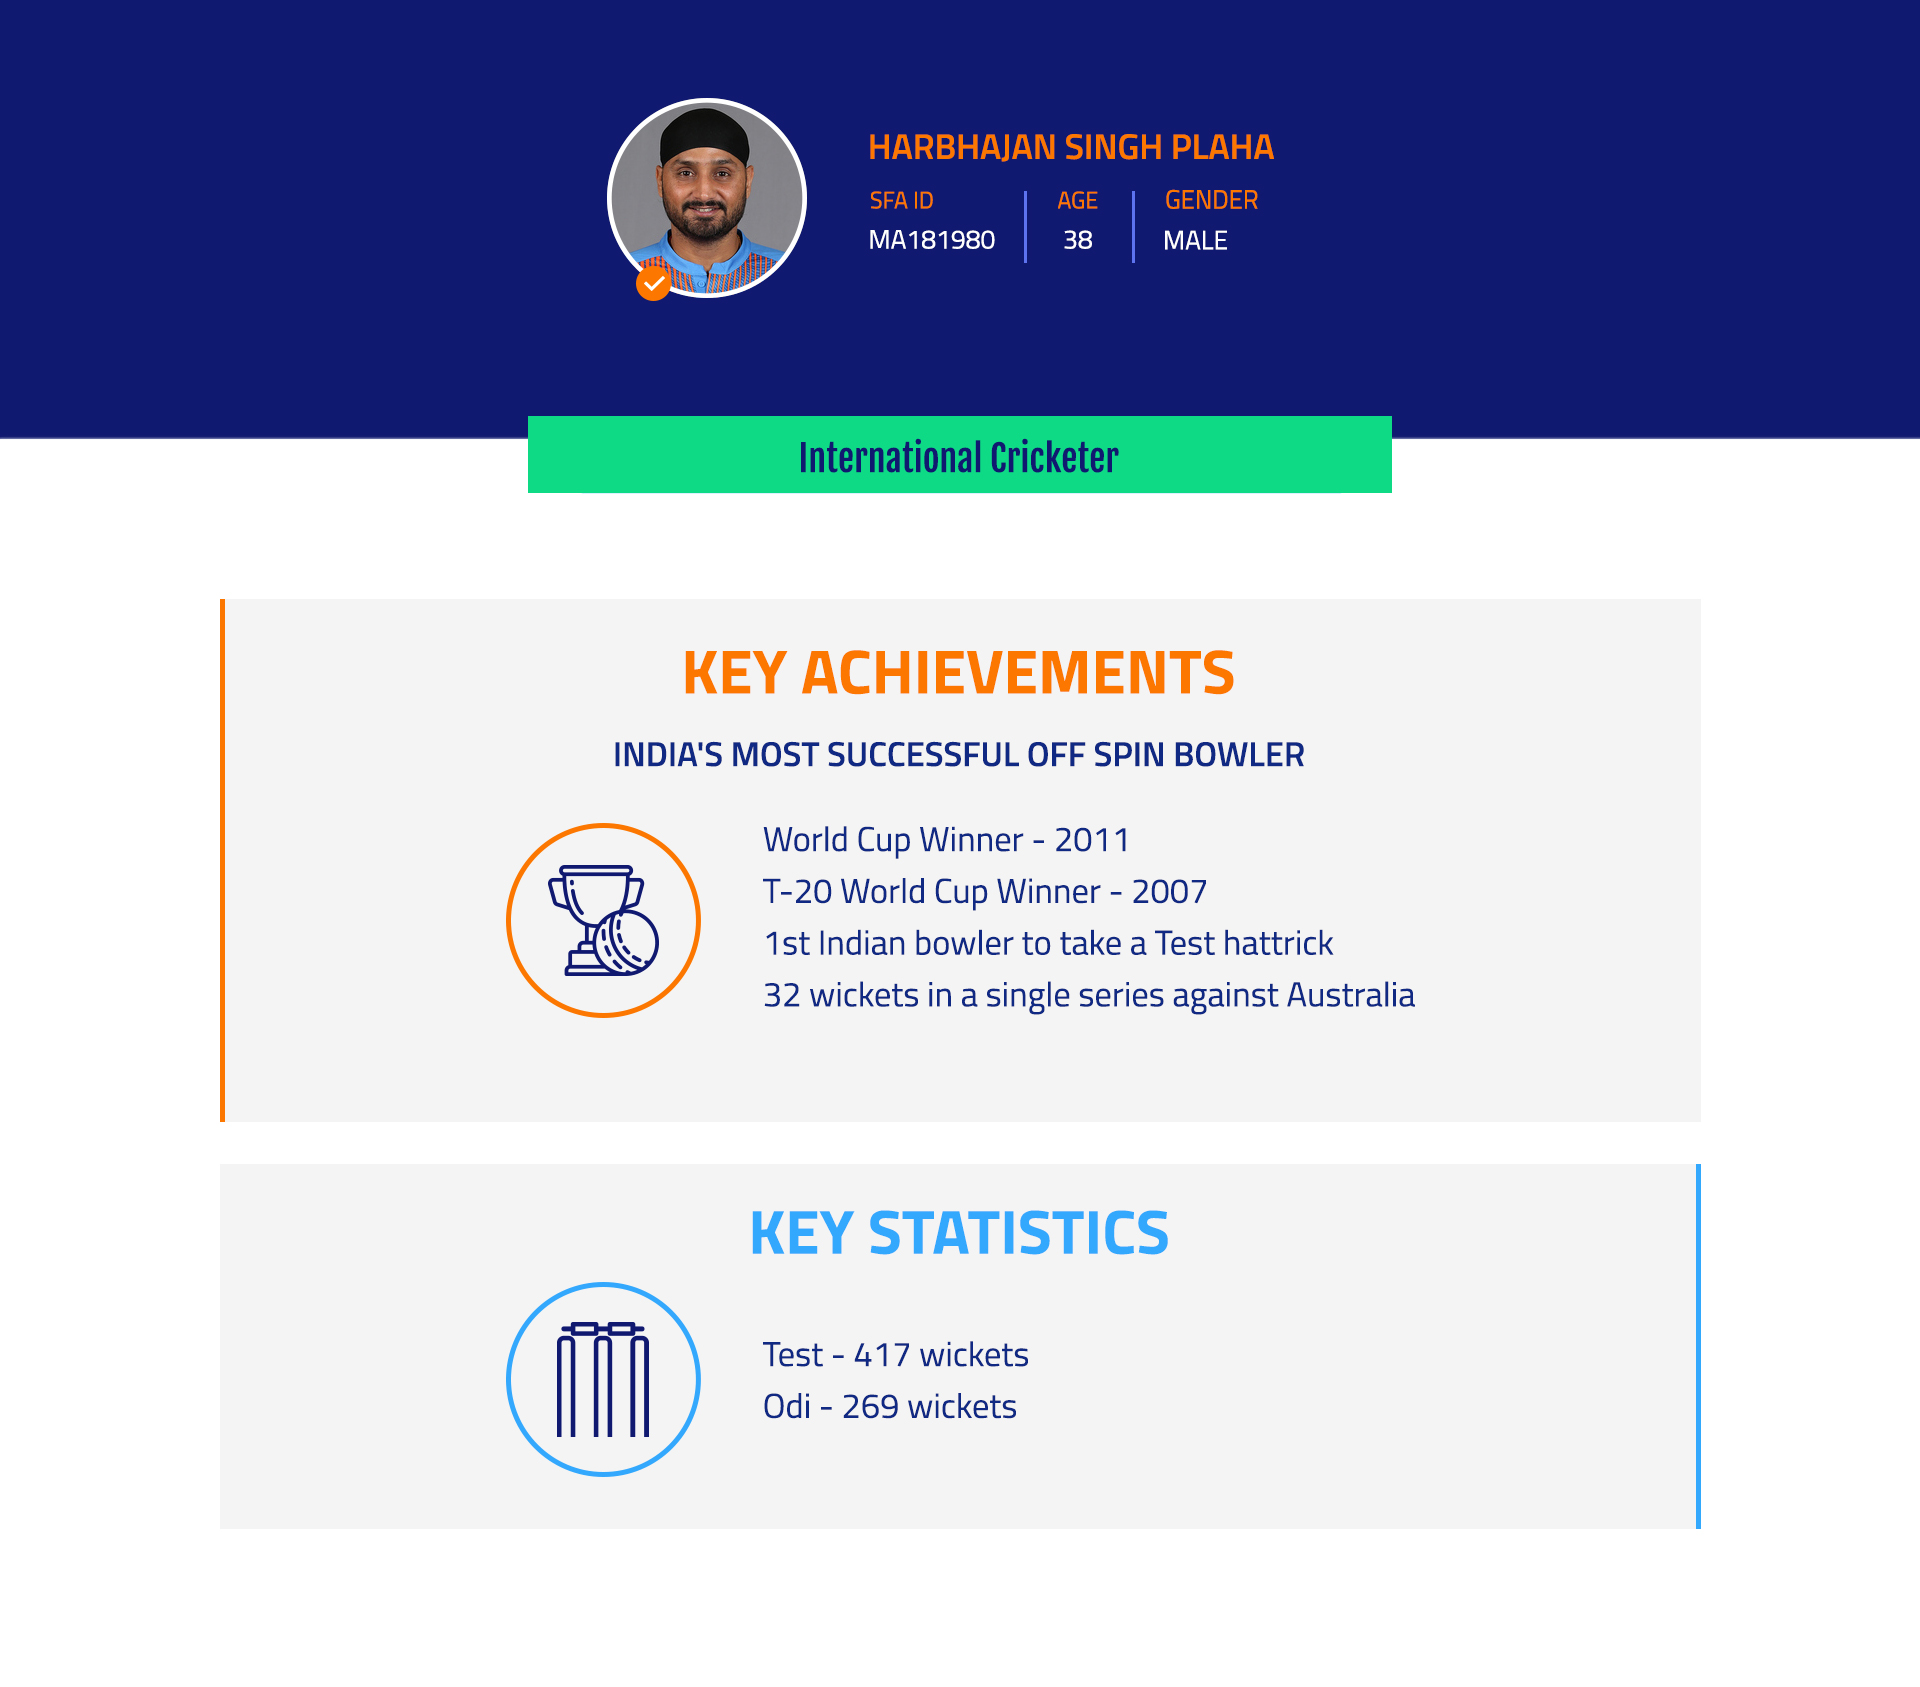 HARBHAJAN SINGH PLAHA
SFA ID AGE GENDER
MA181980 38 MALE
International Cricketer
KEY ACHIEVEMENTS
INDIA'S MOST SUCCESSFUL OFF SPIN BOWLER
World Cup Winner - 2011
T-20 World Cup Winner - 2007
1st Indian bowler to take a Test hattrick
32 wickets in a single series against Australia
KEY STATISTICS
Test - 417 wickets
Odi - 269 wickets